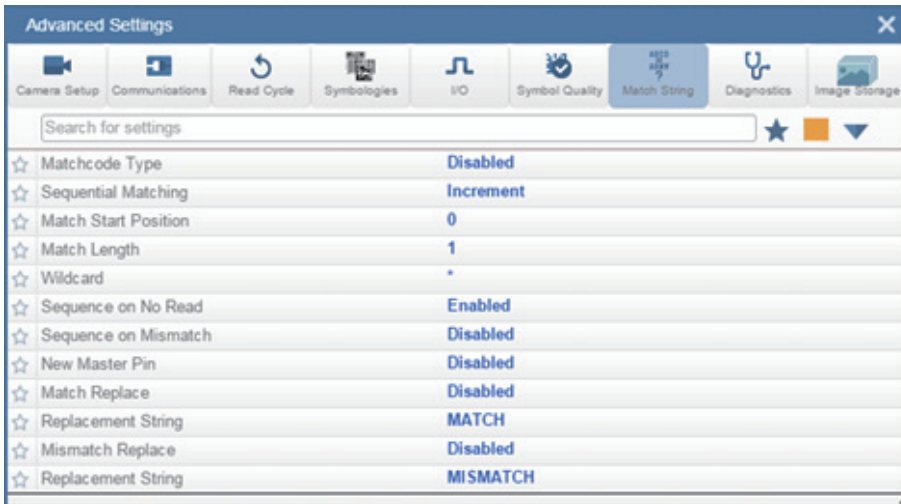 Advanced Settings
Camera Setup Communications Read Cycle Symbologies I/O Symbol Quality Match String Diagnostics Image Storage
Search for settings
Matchcode Type Disabled
Sequential Matching Increment
Match Start Position 0
Match Length 1
Wildcard *
Sequence on No Read Enabled
Sequence on Mismatch Disabled
New Master Pin Disabled
Match Replace Disabled
Replacement String MATCH
Mismatch Replace Disabled
Replacement String MISMATCH